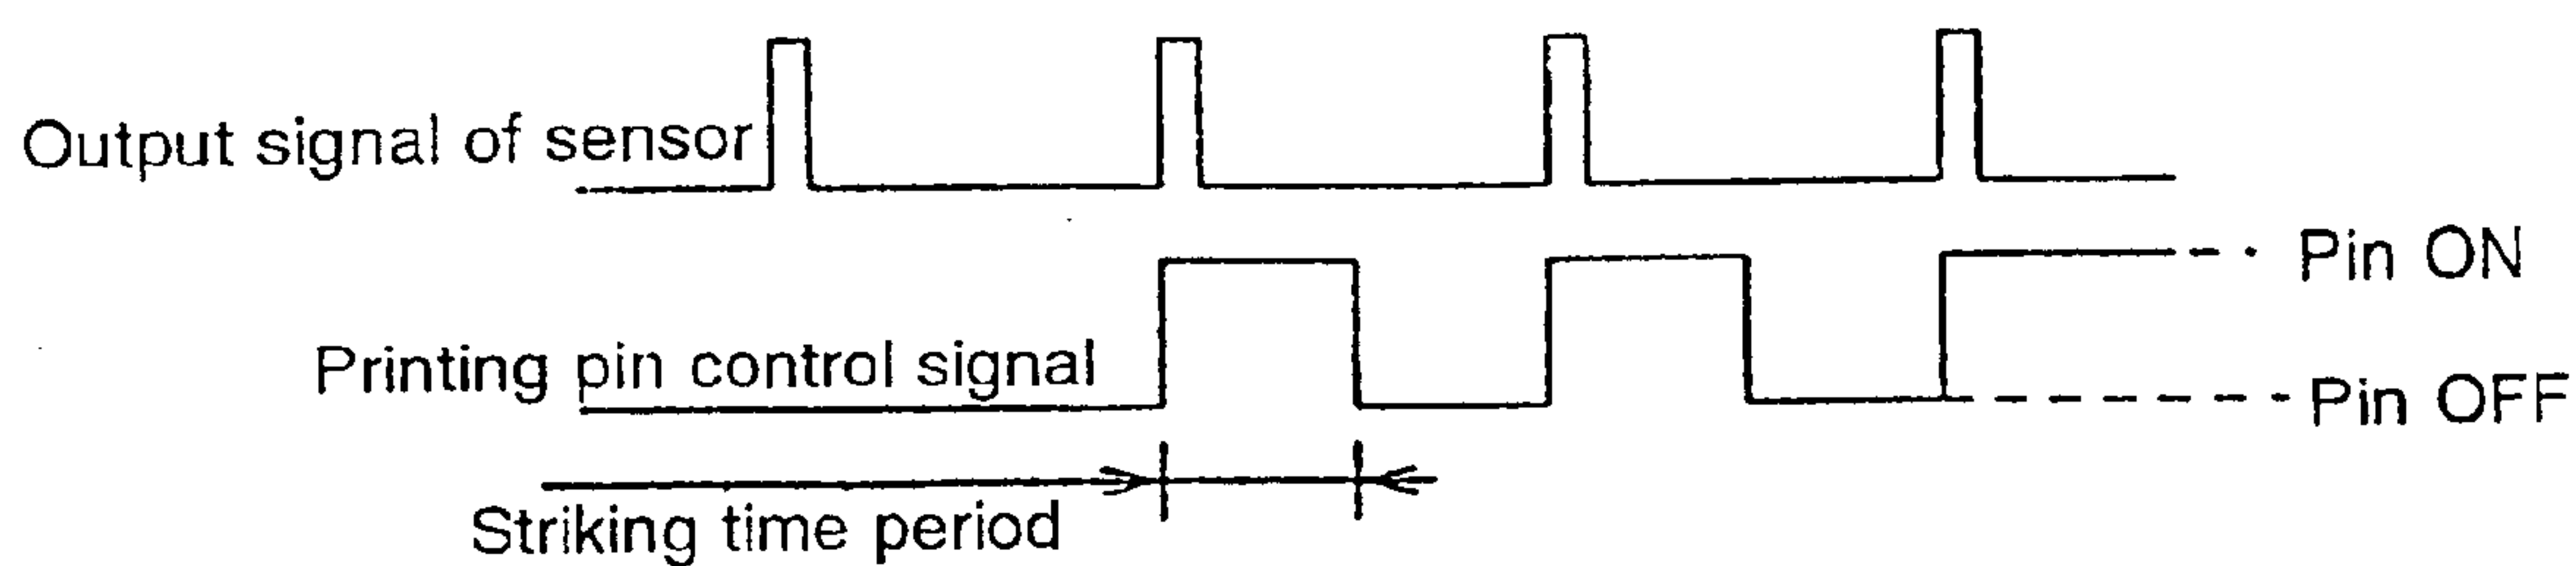 Output signal of sensor
Pin ON
Printing pin control signal
Pin OFF
Striking time period